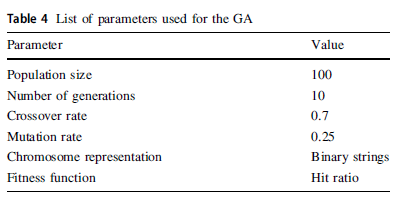 Table 4 List of parameters used for the GA
Parameter Value
Population size 100
Number of generations 10
Crossover rate 0.7
Mutation rate 0.25
Chromosome representation Binary strings
Fitness function Hit ratio